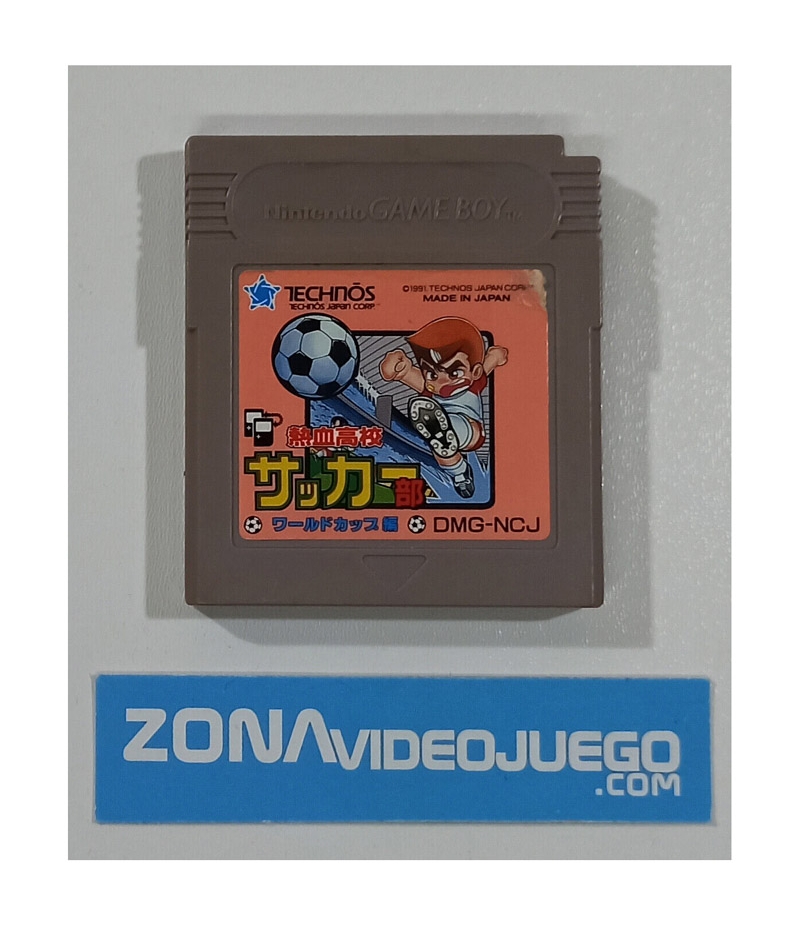 Nintendo GAME BOY TM
TECHNŌS
TECHNŌS JAPAN CORP.
©1991. TECHNOS JAPAN CORP.
MADE IN JAPAN
熱血高校
サッカー部
ワールドカップ編
DMG-NCJ
ZONAVIDEOJUEGO
.COM